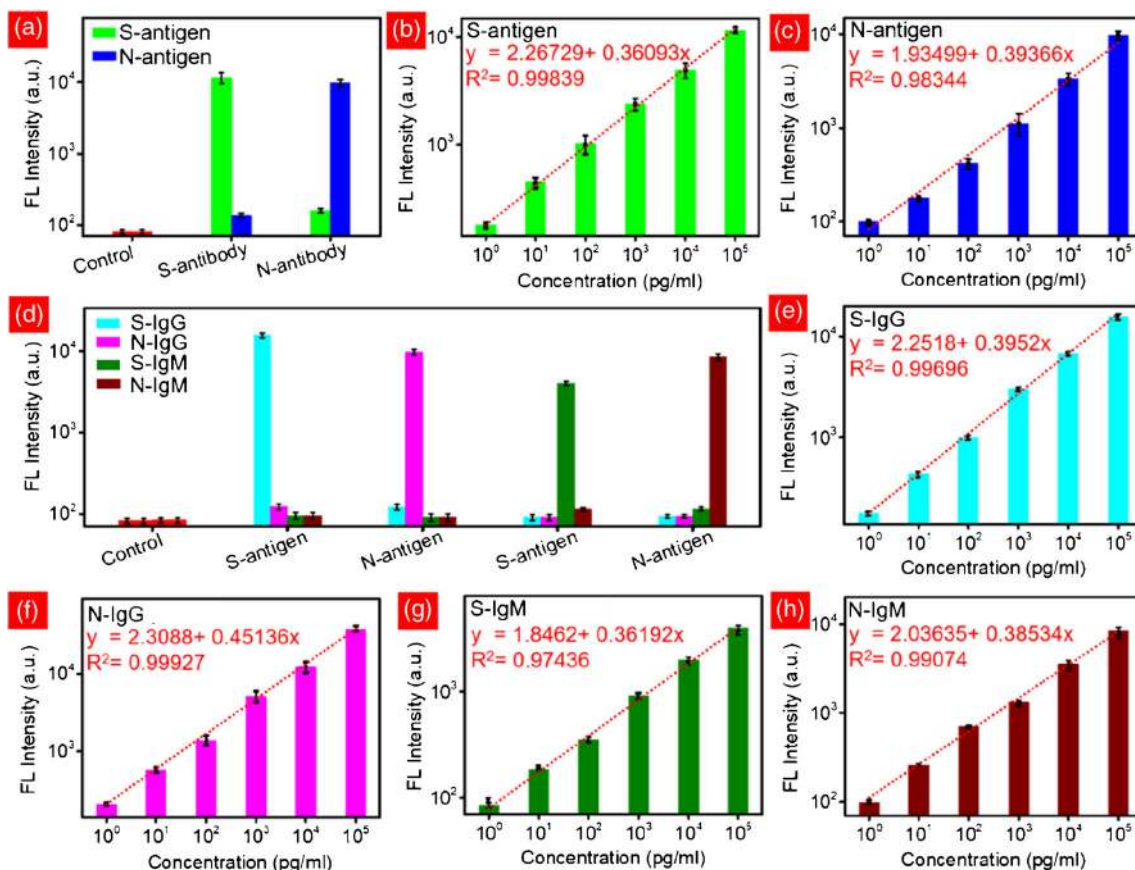 (a)
S-antigen
N-antigen
FL Intensity (a.u.)
10⁴
10³
10²
Control
S-antibody
N-antibody
(b)
S-antigen
y = 2.26729+ 0.36093x
R²= 0.99839
FL Intensity (a.u.)
10⁴
10³
10⁰ 10¹ 10² 10³ 10⁴ 10⁵
Concentration (pg/ml)
(c)
N-antigen
y = 1.93499+ 0.39366x
R²= 0.98344
FL Intensity (a.u.)
10⁴
10³
10²
10⁰ 10¹ 10² 10³ 10⁴ 10⁵
Concentration (pg/ml)
(d)
S-IgG
N-IgG
S-IgM
N-IgM
FL Intensity (a.u.)
10⁴
10³
10²
Control
S-antigen
N-antigen
S-antigen
N-antigen
(e)
S-IgG
y = 2.2518+ 0.3952x
R²= 0.99696
FL Intensity (a.u.)
10⁴
10³
10⁰ 10¹ 10² 10³ 10⁴ 10⁵
Concentration (pg/ml)
(f)
N-IgG
y = 2.3088+ 0.45136x
R²= 0.99927
FL Intensity (a.u.)
10⁴
10³
10⁰ 10¹ 10² 10³ 10⁴ 10⁵
Concentration (pg/ml)
(g)
S-IgM
y = 1.8462+ 0.36192x
R²= 0.97436
FL Intensity (a.u.)
10³
10²
10⁰ 10¹ 10² 10³ 10⁴ 10⁵
Concentration (pg/ml)
(h)
N-IgM
y = 2.03635+ 0.38534x
R²= 0.99074
FL Intensity (a.u.)
10⁴
10³
10²
10⁰ 10¹ 10² 10³ 10⁴ 10⁵
Concentration (pg/ml)